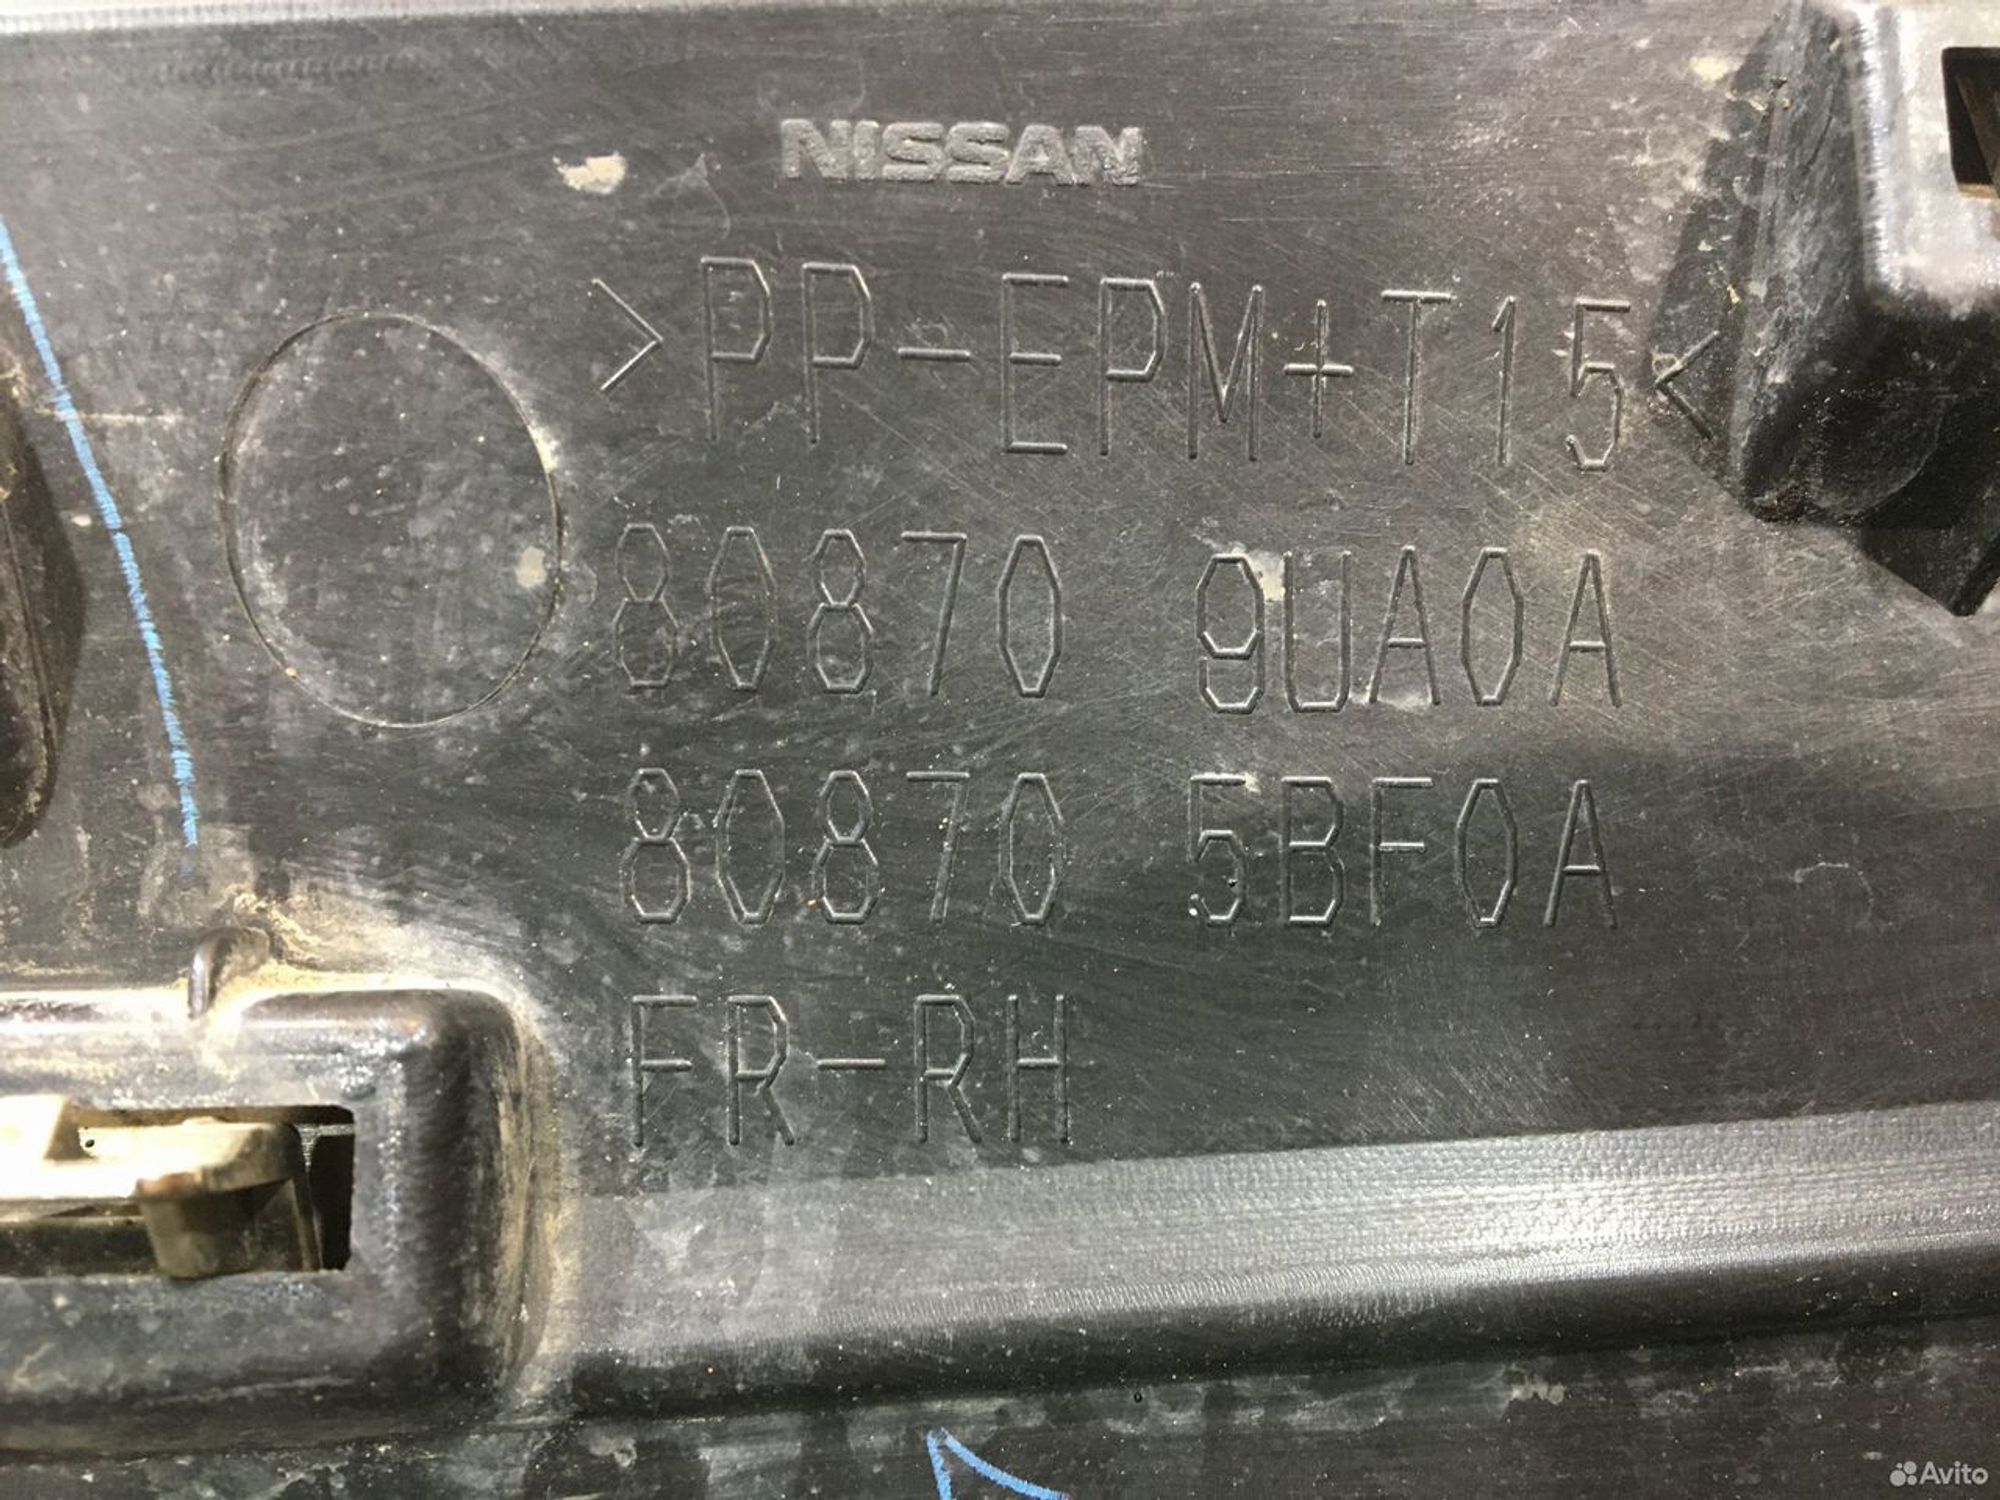 NISSAN
>PP-EPM+T15<
80870 9UA0A
80870 5BF0A
FR-RH
Avito